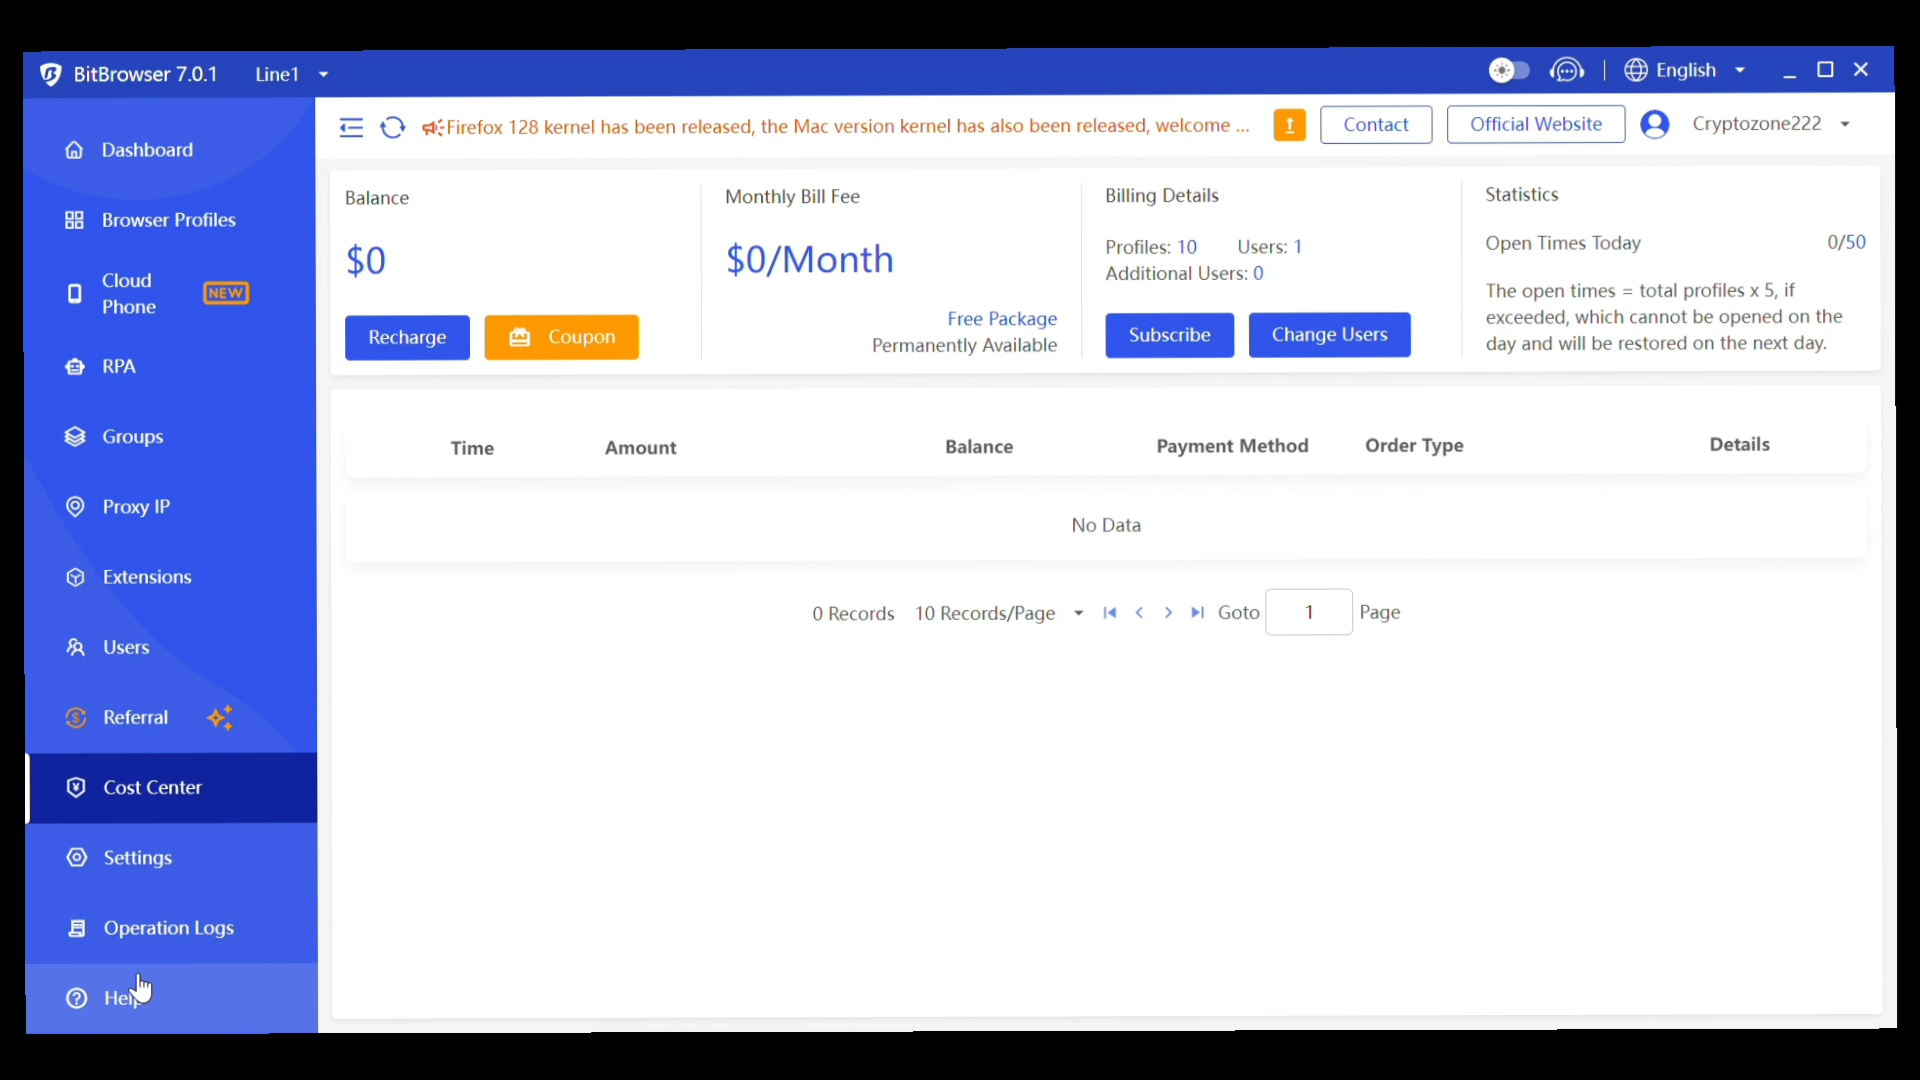 BitBrowser 7.0.1
Line1
English
Dashboard
Browser Profiles
Cloud
Phone
NEW
RPA
Groups
Proxy IP
Extensions
Users
Referral
Cost Center
Settings
Operation Logs
Help
Firefox 128 kernel has been released, the Mac version kernel has also been released, welcome ...
Contact
Official Website
Cryptozone222
Balance
$0
Recharge
Coupon
Monthly Bill Fee
$0/Month
Free Package
Permanently Available
Billing Details
Profiles: 10 Users: 1
Additional Users: 0
Subscribe
Change Users
Statistics
Open Times Today 0/50
The open times = total profiles x 5, if
exceeded, which cannot be opened on the
day and will be restored on the next day.
Time Amount Balance Payment Method Order Type Details
No Data
0 Records 10 Records/Page Goto 1 Page